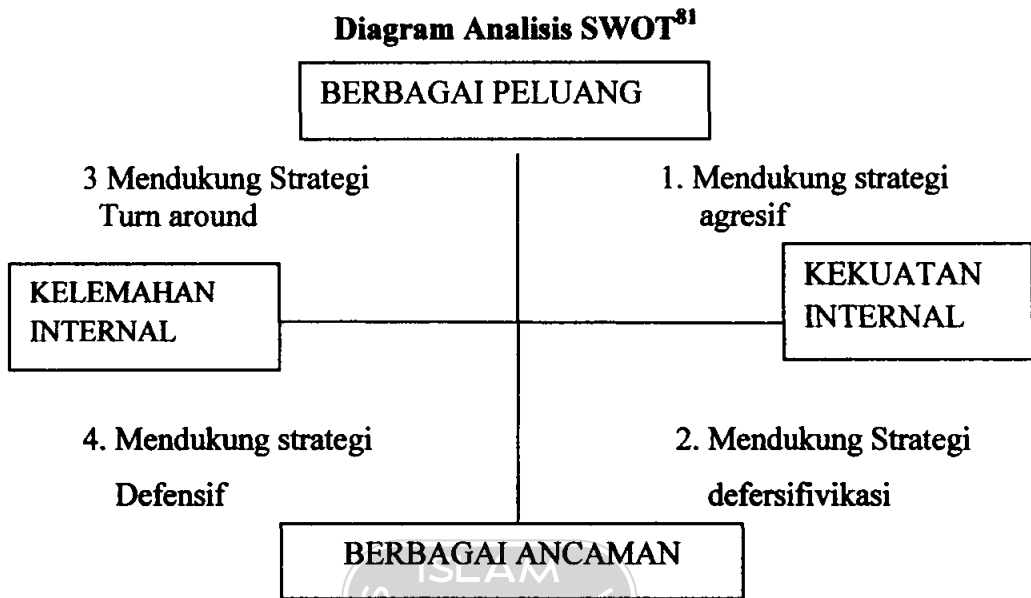 Diagram Analisis SWOT81
BERBAGAI PELUANG
3 Mendukung Strategi
Turn around
1. Mendukung strategi
agresif
KELEMAHAN
INTERNAL
KEKUATAN
INTERNAL
4. Mendukung strategi
Defensif
2. Mendukung Strategi
defersifivikasi
BERBAGAI ANCAMAN
ISLAM